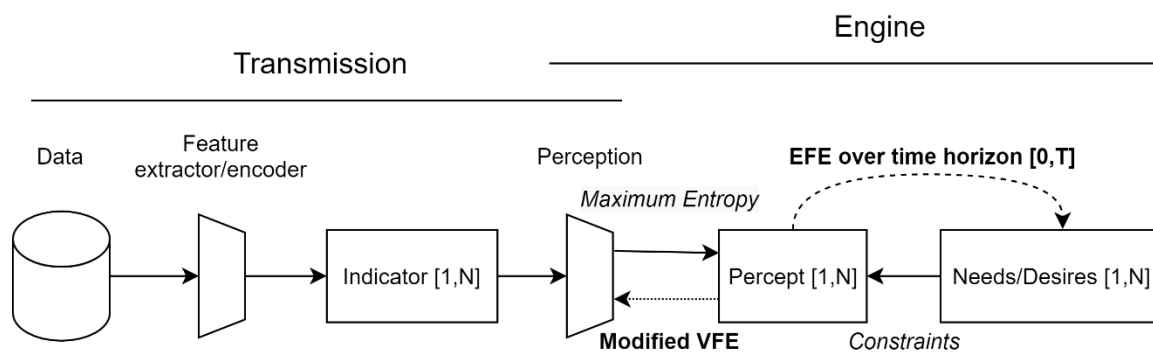 Engine
Transmission
Data
Feature
extractor/encoder
Perception
EFE over time horizon [0,T]
Maximum Entropy
Indicator [1,N]
Percept [1,N]
Needs/Desires [1,N]
Modified VFE
Constraints